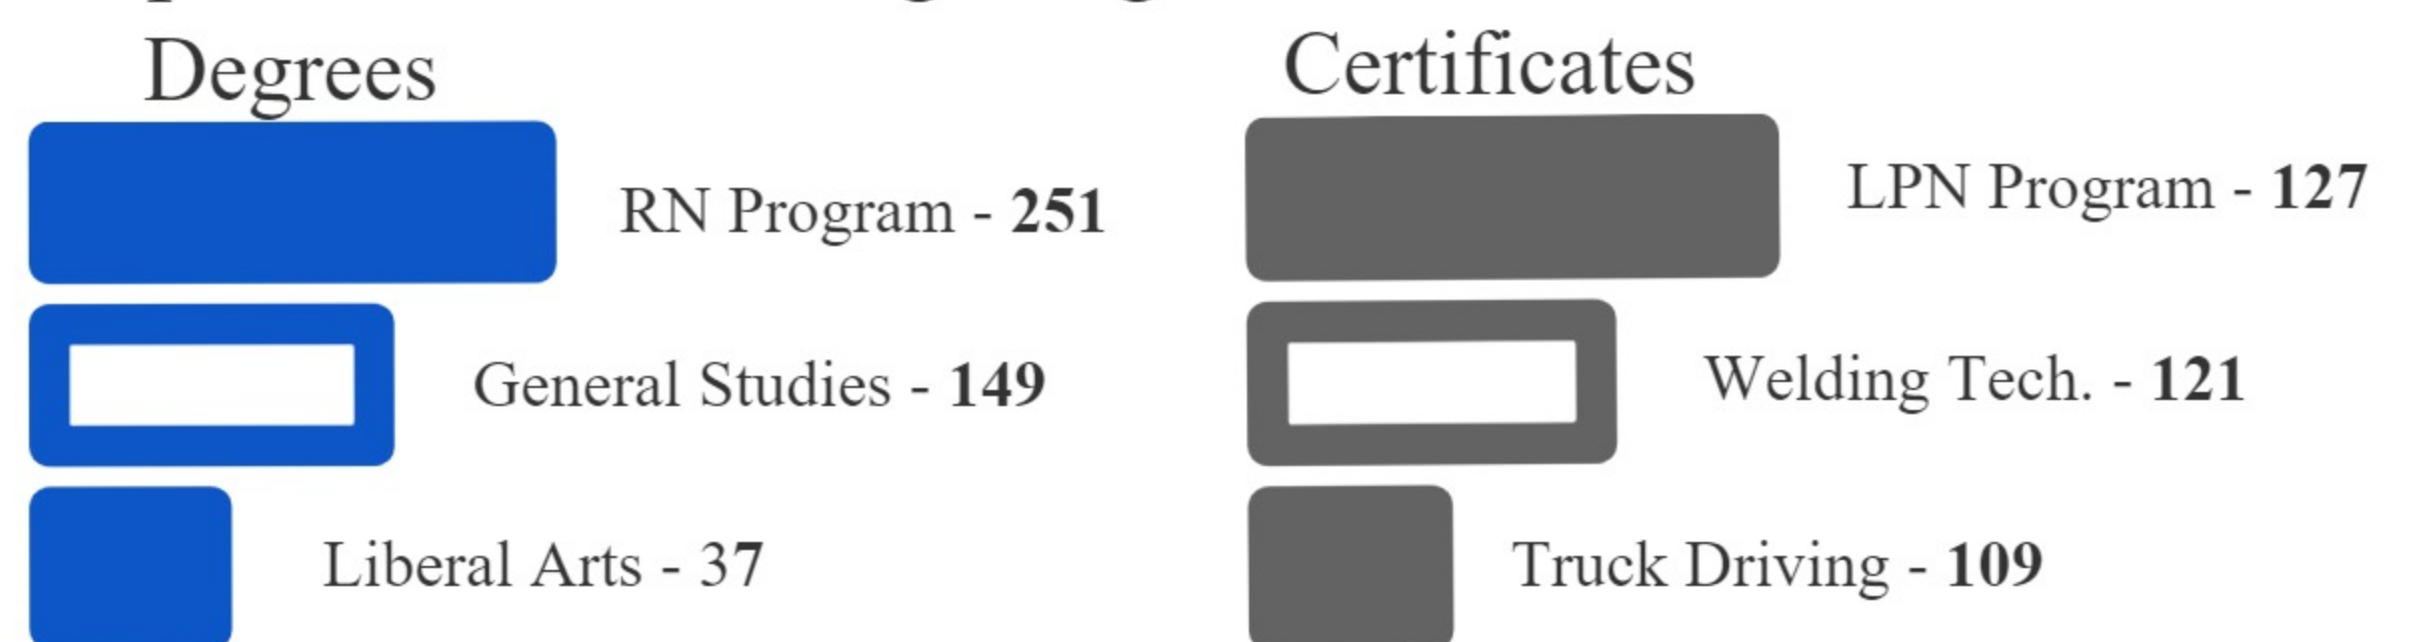 Degrees
RN Program - 251
General Studies - 149
Liberal Arts - 37
Certificates
LPN Program - 127
Welding Tech. - 121
Truck Driving - 109